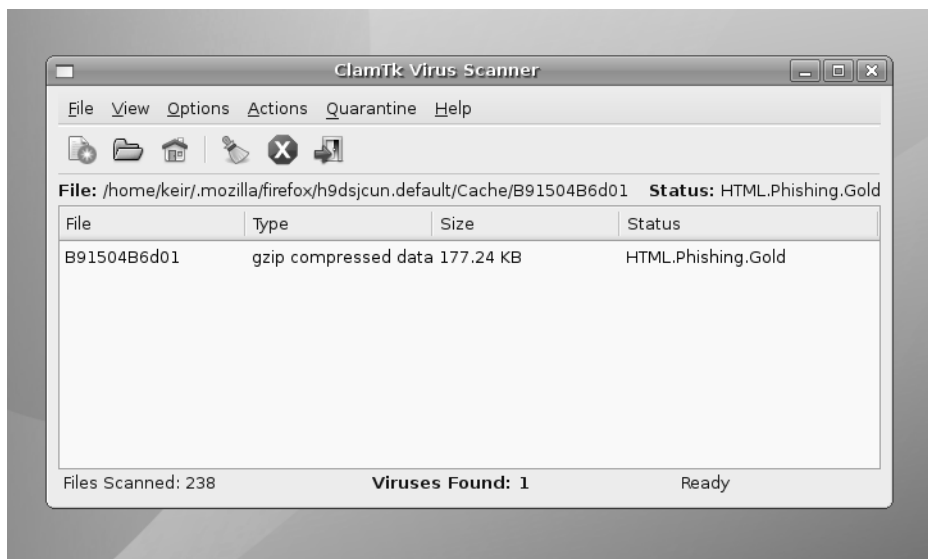 ClamTk Virus Scanner
File View Options Actions Quarantine Help
File: /home/keir/.mozilla/firefox/h9dsjcun.default/Cache/B91504B6d01 Status: HTML.Phishing.Gold
File Type Size Status
B91504B6d01 gzip compressed data 177.24 KB HTML.Phishing.Gold
Files Scanned: 238 Viruses Found: 1 Ready